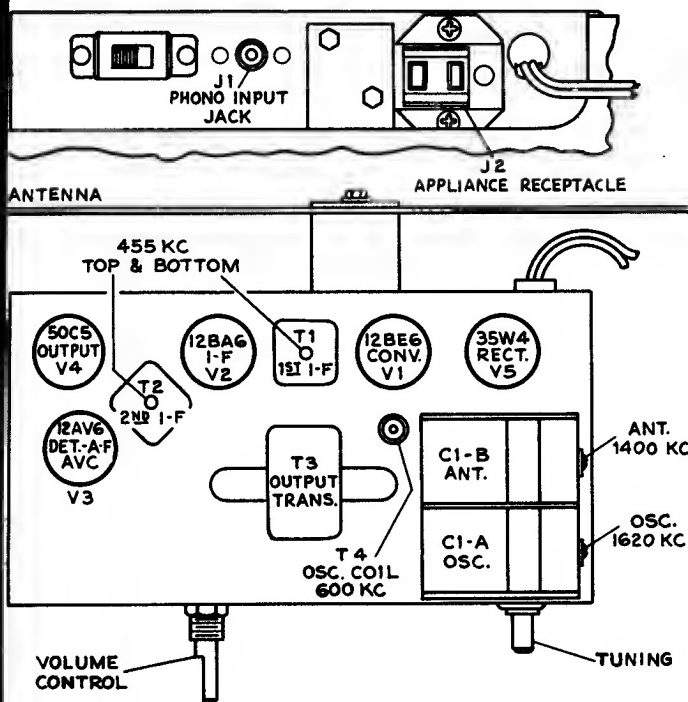 J1
PHONO INPUT
JACK
J2
APPLIANCE RECEPTACLE
ANTENNA
455 KC
TOP & BOTTOM
50C5
OUTPUT
V4
12BA6
I-F
V2
T1
1ST I-F
12BE6
CONV.
V1
35W4
RECT.
V5
T2
2ND I-F
12AV6
DET.-A-F
AVC
V3
T3
OUTPUT
TRANS.
C1-B
ANT.
ANT.
1400 KC
C1-A
OSC.
OSC.
1620 KC
T4
OSC. COIL
600 KC
VOLUME
CONTROL
TUNING